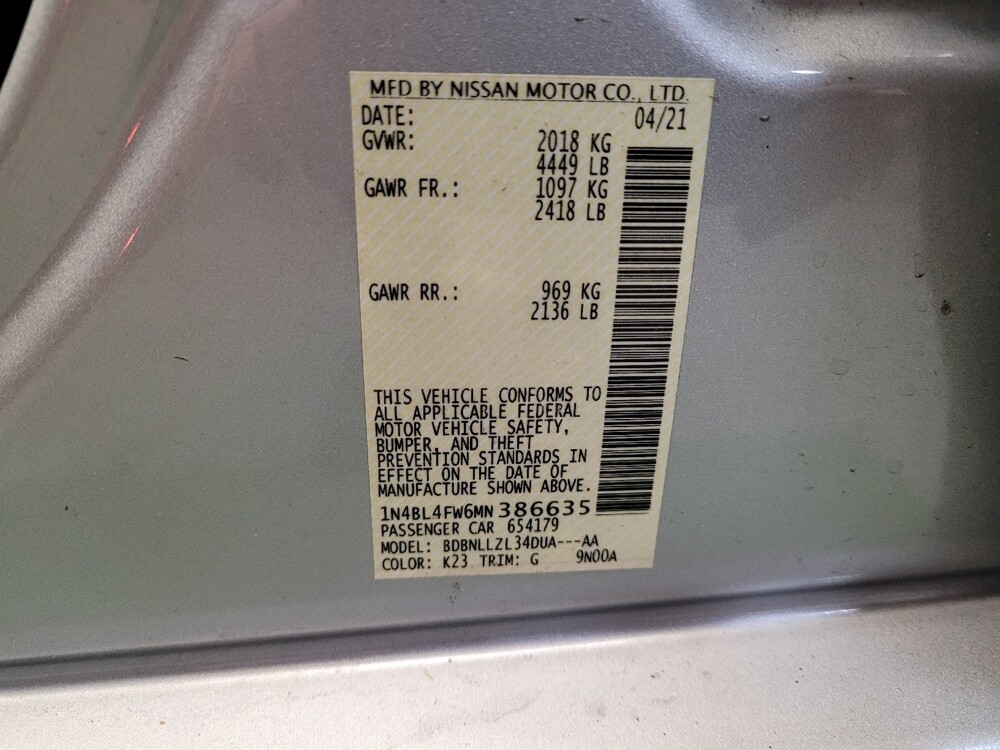 MFD BY NISSAN MOTOR CO., LTD.
DATE: 04/21
GVWR: 2018 KG
4449 LB
GAWR FR.: 1097 KG
2418 LB
GAWR RR.: 969 KG
2136 LB
THIS VEHICLE CONFORMS TO
ALL APPLICABLE FEDERAL
MOTOR VEHICLE SAFETY,
BUMPER, AND THEFT
PREVENTION STANDARDS IN
EFFECT ON THE DATE OF
MANUFACTURE SHOWN ABOVE.
1N4BL4FW6MN 386635
PASSENGER CAR 654179
MODEL: BDBNLLZL34DUA---AA
COLOR: K23 TRIM: G 9N00A